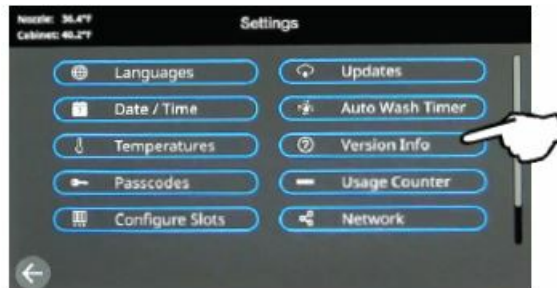 Nozzle: 36.4°F
Cabinet: 40.2°F
Settings
Languages
Updates
Date / Time
Auto Wash Timer
Temperatures
Version Info
Passcodes
Usage Counter
Configure Slots
Network